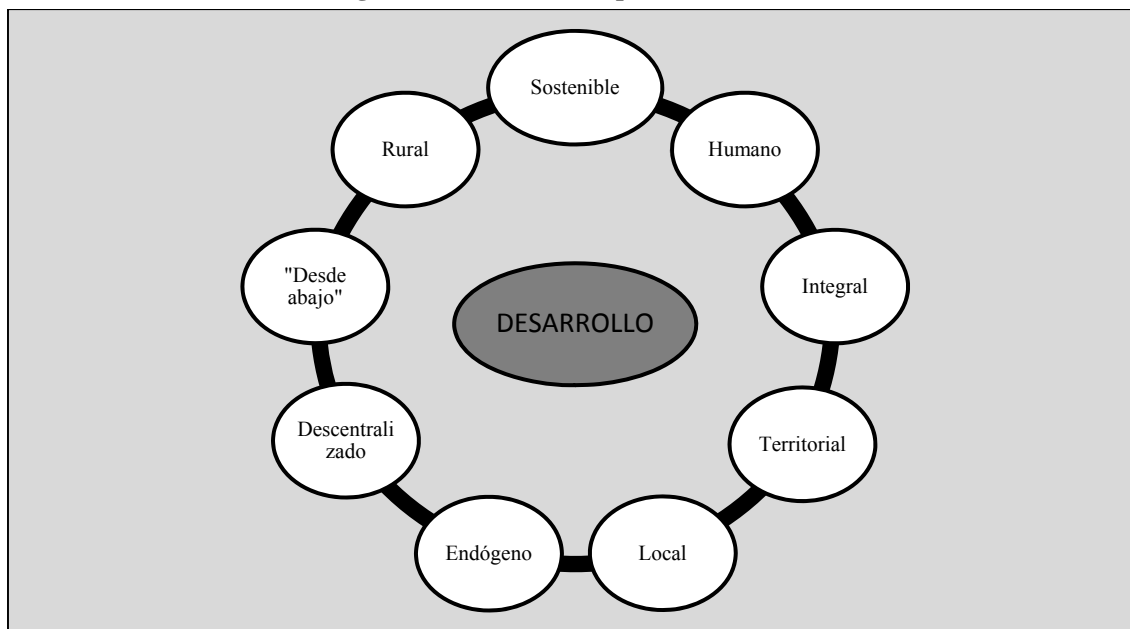 Sostenible
Humano
Integral
Territorial
Local
Endógeno
Descentrali
zado
"Desde
abajo"
Rural
DESARROLLO